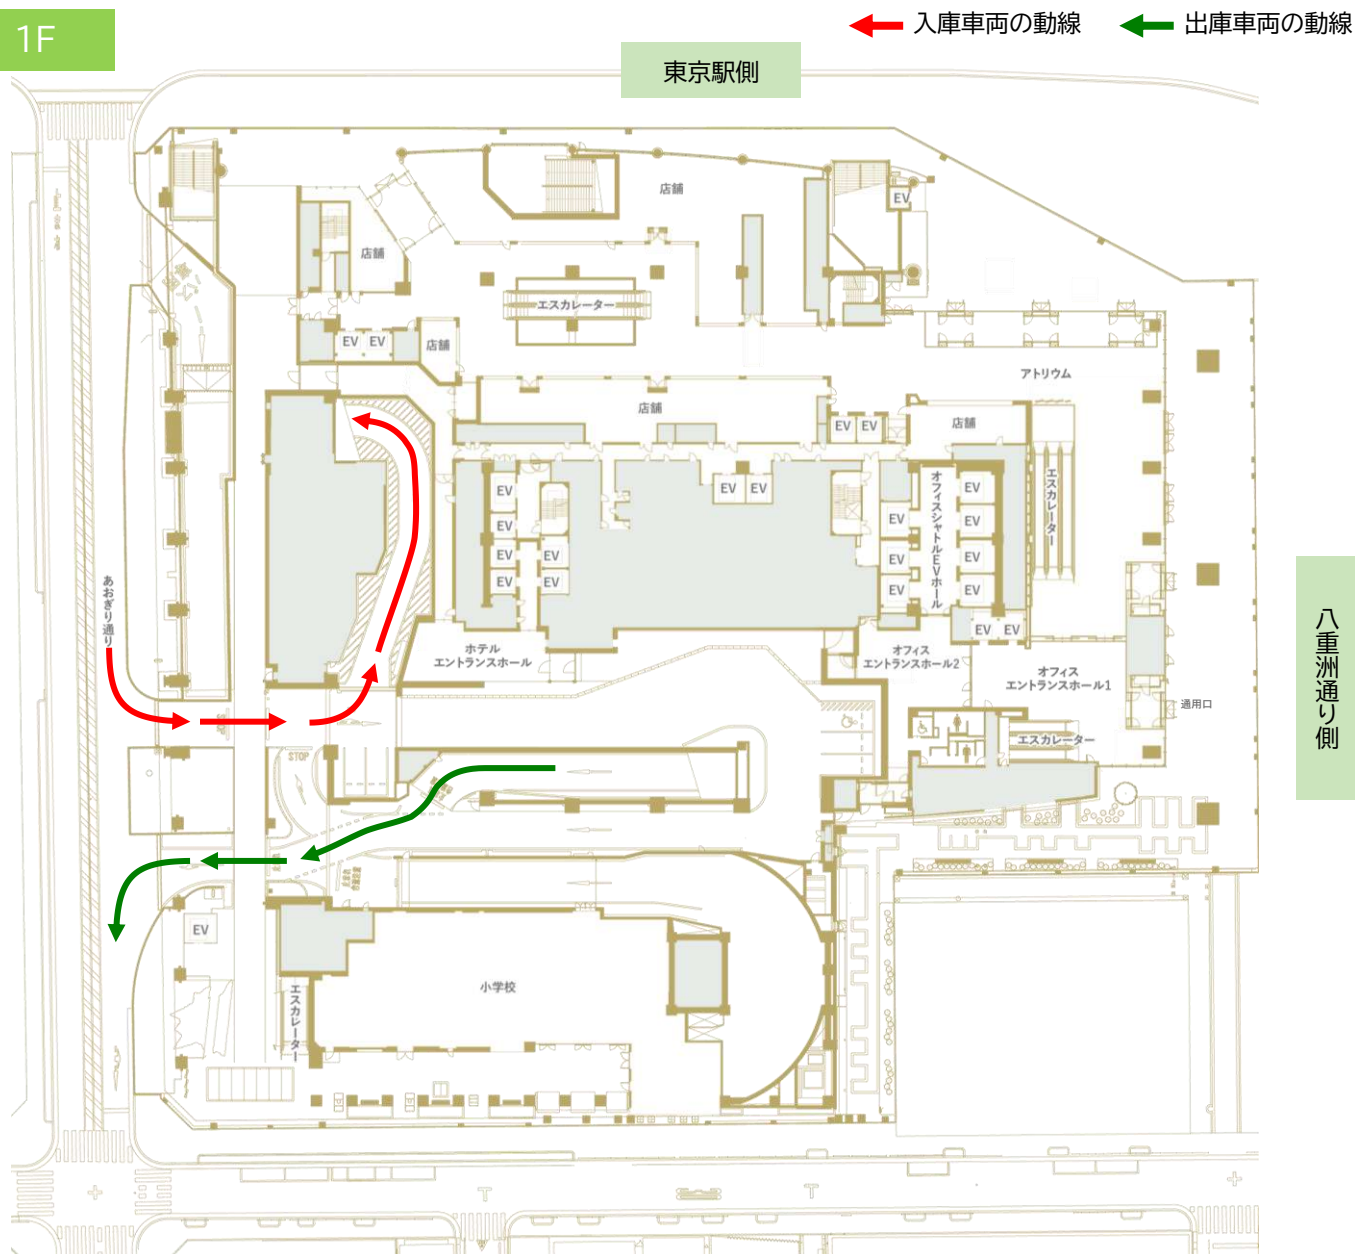 1F
入庫車両の動線
出庫車両の動線
東京駅側
店舗
EV
店舗
エスカレーター
EV
EV
店舗
アトリウム
店舗
EV
EV
店舗
EV
EV
EV
EV
EV
EV
EV
EV
EV
EV
EV
EV
オフィスシャトルEVホール
EV
EV
EV
EV
エスカレーター
EV
EV
あおぎり通り
ホテル
エントランスホール
オフィス
エントランスホール2
オフィス
エントランスホール1
通用口
八重洲通り側
STOP
STOP
エスカレーター
EV
エスカレーター
小学校